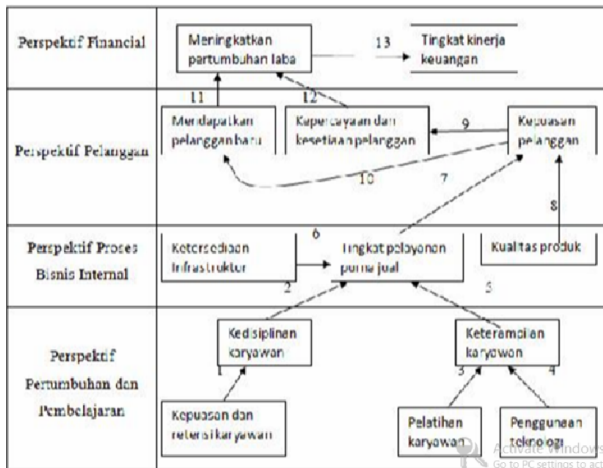 Perspektif Financial
Meningkatkan
pertumbuhan laba
13
Tingkat kinerja
keuangan
11
12
Perspektif Pelanggan
Mendapatkan
pelanggan baru
Kepercayaan dan
kesetiaan pelanggan
9
Kepuasan
pelanggan
10
7
8
Perspektif Proses
Bisnis Internal
Ketersediaan
Infrastruktur
6
Tingkat pelayanan
purna jual
Kualitas produk
2
5
Perspektif
Pertumbuhan dan
Pembelajaran
Kedisiplinan
karyawan
Keterampilan
karyawan
1
3
4
Kepuasan dan
retensi karyawan
Pelatihan
karyawan
Penggunaan
teknologi
Activate Windows
Go to PC settings to act